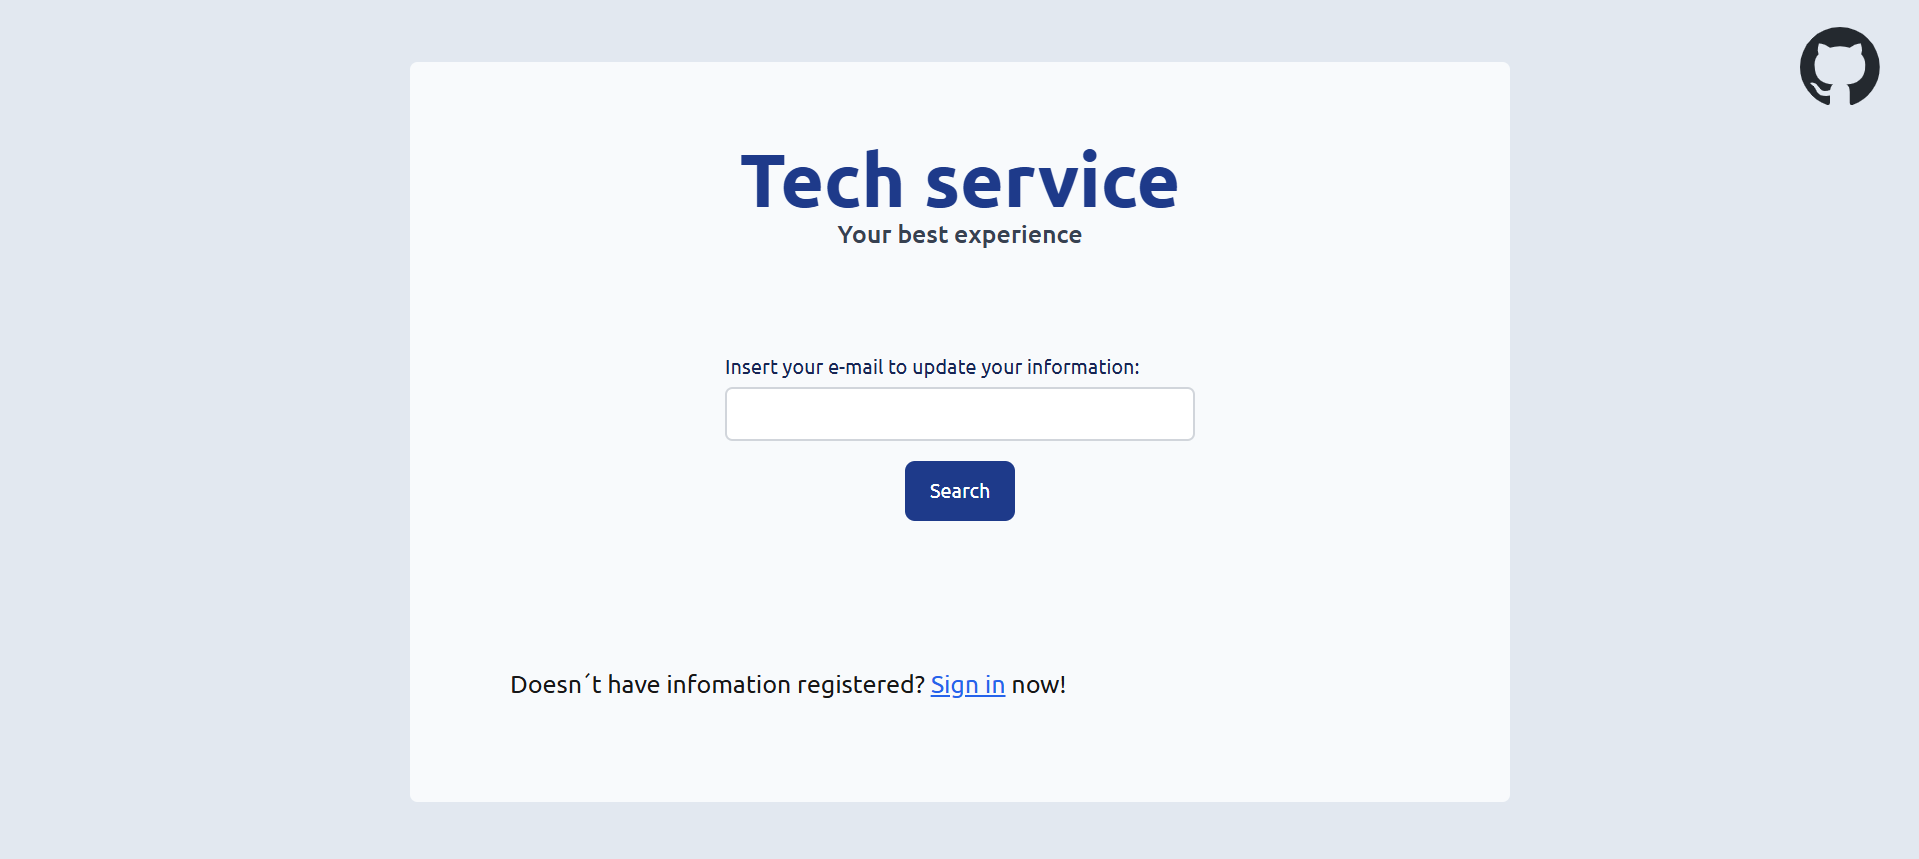 Tech service
Your best experience
Insert your e-mail to update your information:
Search
Doesn´t have infomation registered? Sign in now!